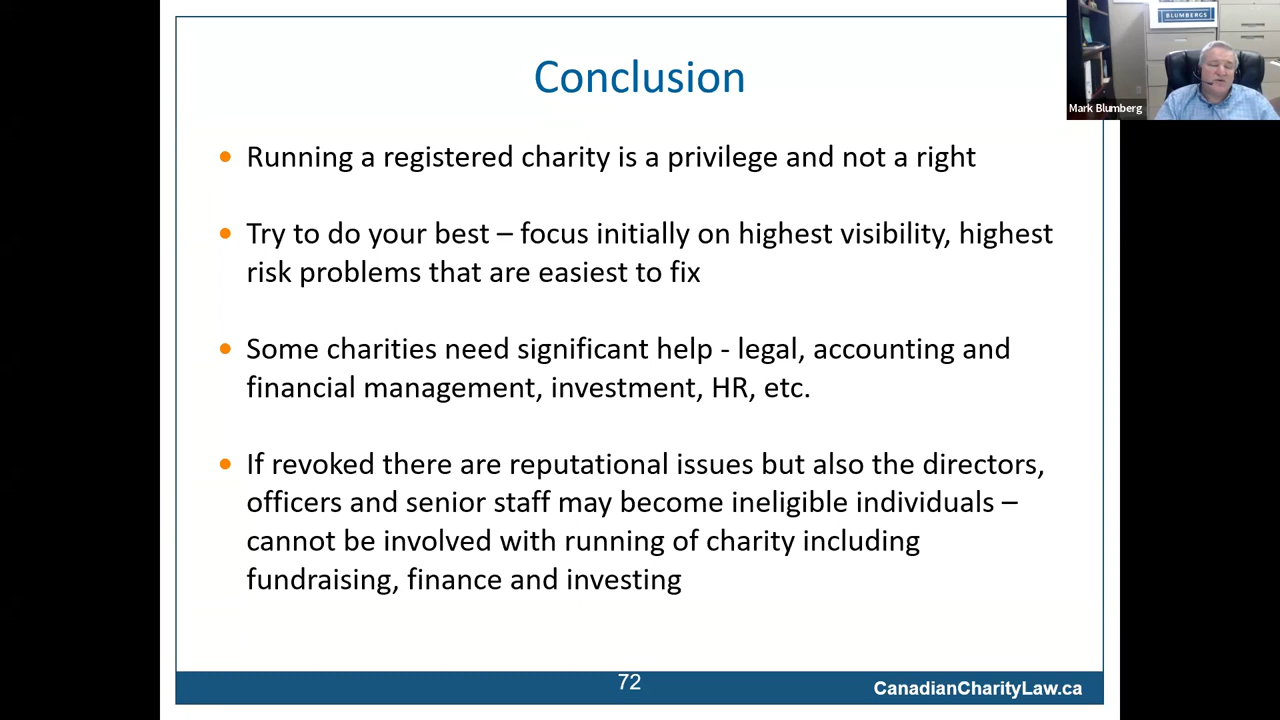 Conclusion
BLUMBERGS
Mark Blumberg
• Running a registered charity is a privilege and not a right
• Try to do your best – focus initially on highest visibility, highest
risk problems that are easiest to fix
• Some charities need significant help - legal, accounting and
financial management, investment, HR, etc.
• If revoked there are reputational issues but also the directors,
officers and senior staff may become ineligible individuals –
cannot be involved with running of charity including
fundraising, finance and investing
72
CanadianCharityLaw.ca